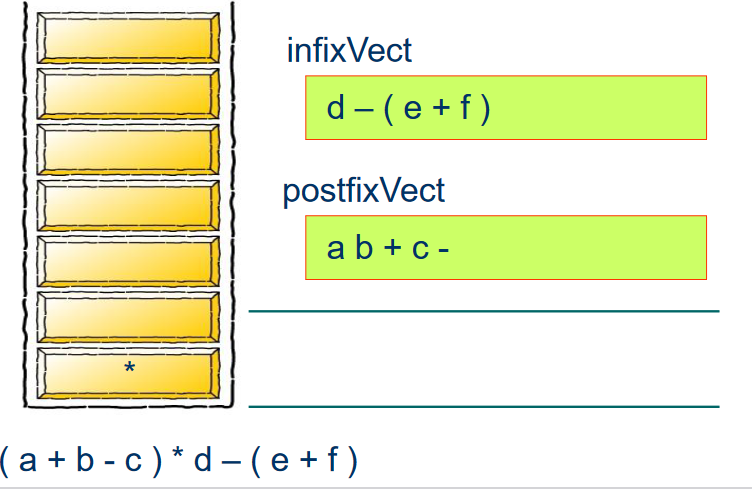 infixVect
d – ( e + f )
postfixVect
a b + c -
*
( a + b - c ) * d – ( e + f )